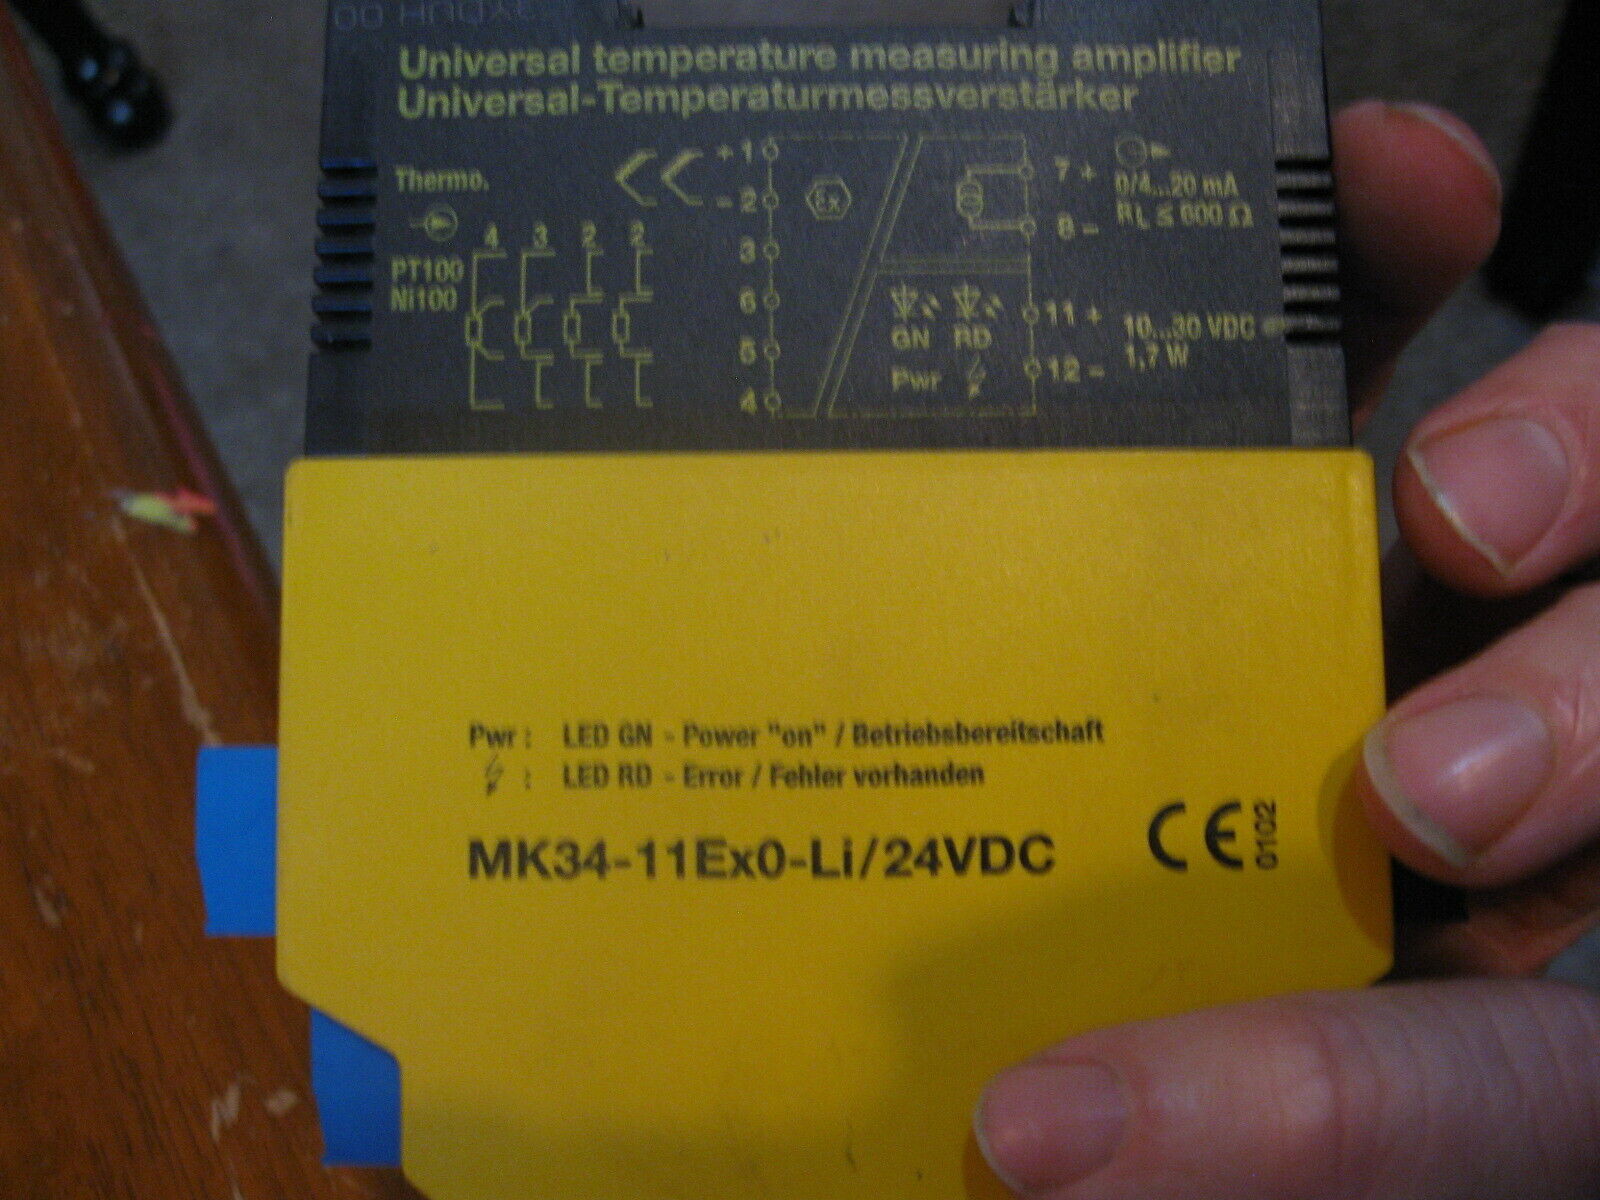 Universal temperature measuring amplifier
Universal-Temperaturmessverstärker
Thermo.
+ 1
- 2
3
6
5
4
Ex
7 +
8 -
0/4...20 mA
RL ≤ 600 Ω
4 3 2 2
PT100
Ni100
GN RD
Pwr
11 +
12 -
10...30 VDC
1,7 W
Pwr : LED GN - Power "on" / Betriebsbereitschaft
: LED RD - Error / Fehler vorhanden
MK34-11Ex0-Li/24VDC
CE 0102